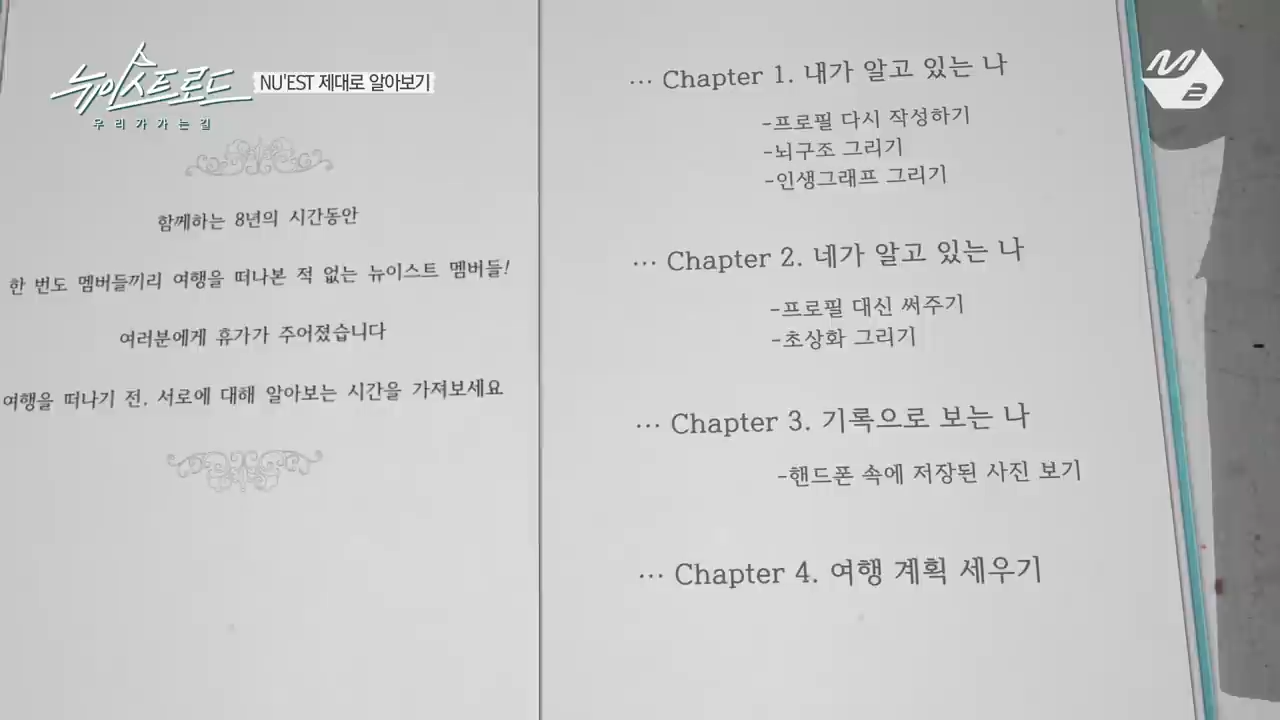 뉴이스트로드
우리가가는길
NU'EST 제대로 알아보기
M2
함께하는 8년의 시간동안
한 번도 멤버들끼리 여행을 떠나본 적 없는 뉴이스트 멤버들!
여러분에게 휴가가 주어졌습니다
여행을 떠나기 전, 서로에 대해 알아보는 시간을 가져보세요
… Chapter 1. 내가 알고 있는 나
-프로필 다시 작성하기
-뇌구조 그리기
-인생그래프 그리기
… Chapter 2. 네가 알고 있는 나
-프로필 대신 써주기
-초상화 그리기
… Chapter 3. 기록으로 보는 나
-핸드폰 속에 저장된 사진 보기
… Chapter 4. 여행 계획 세우기